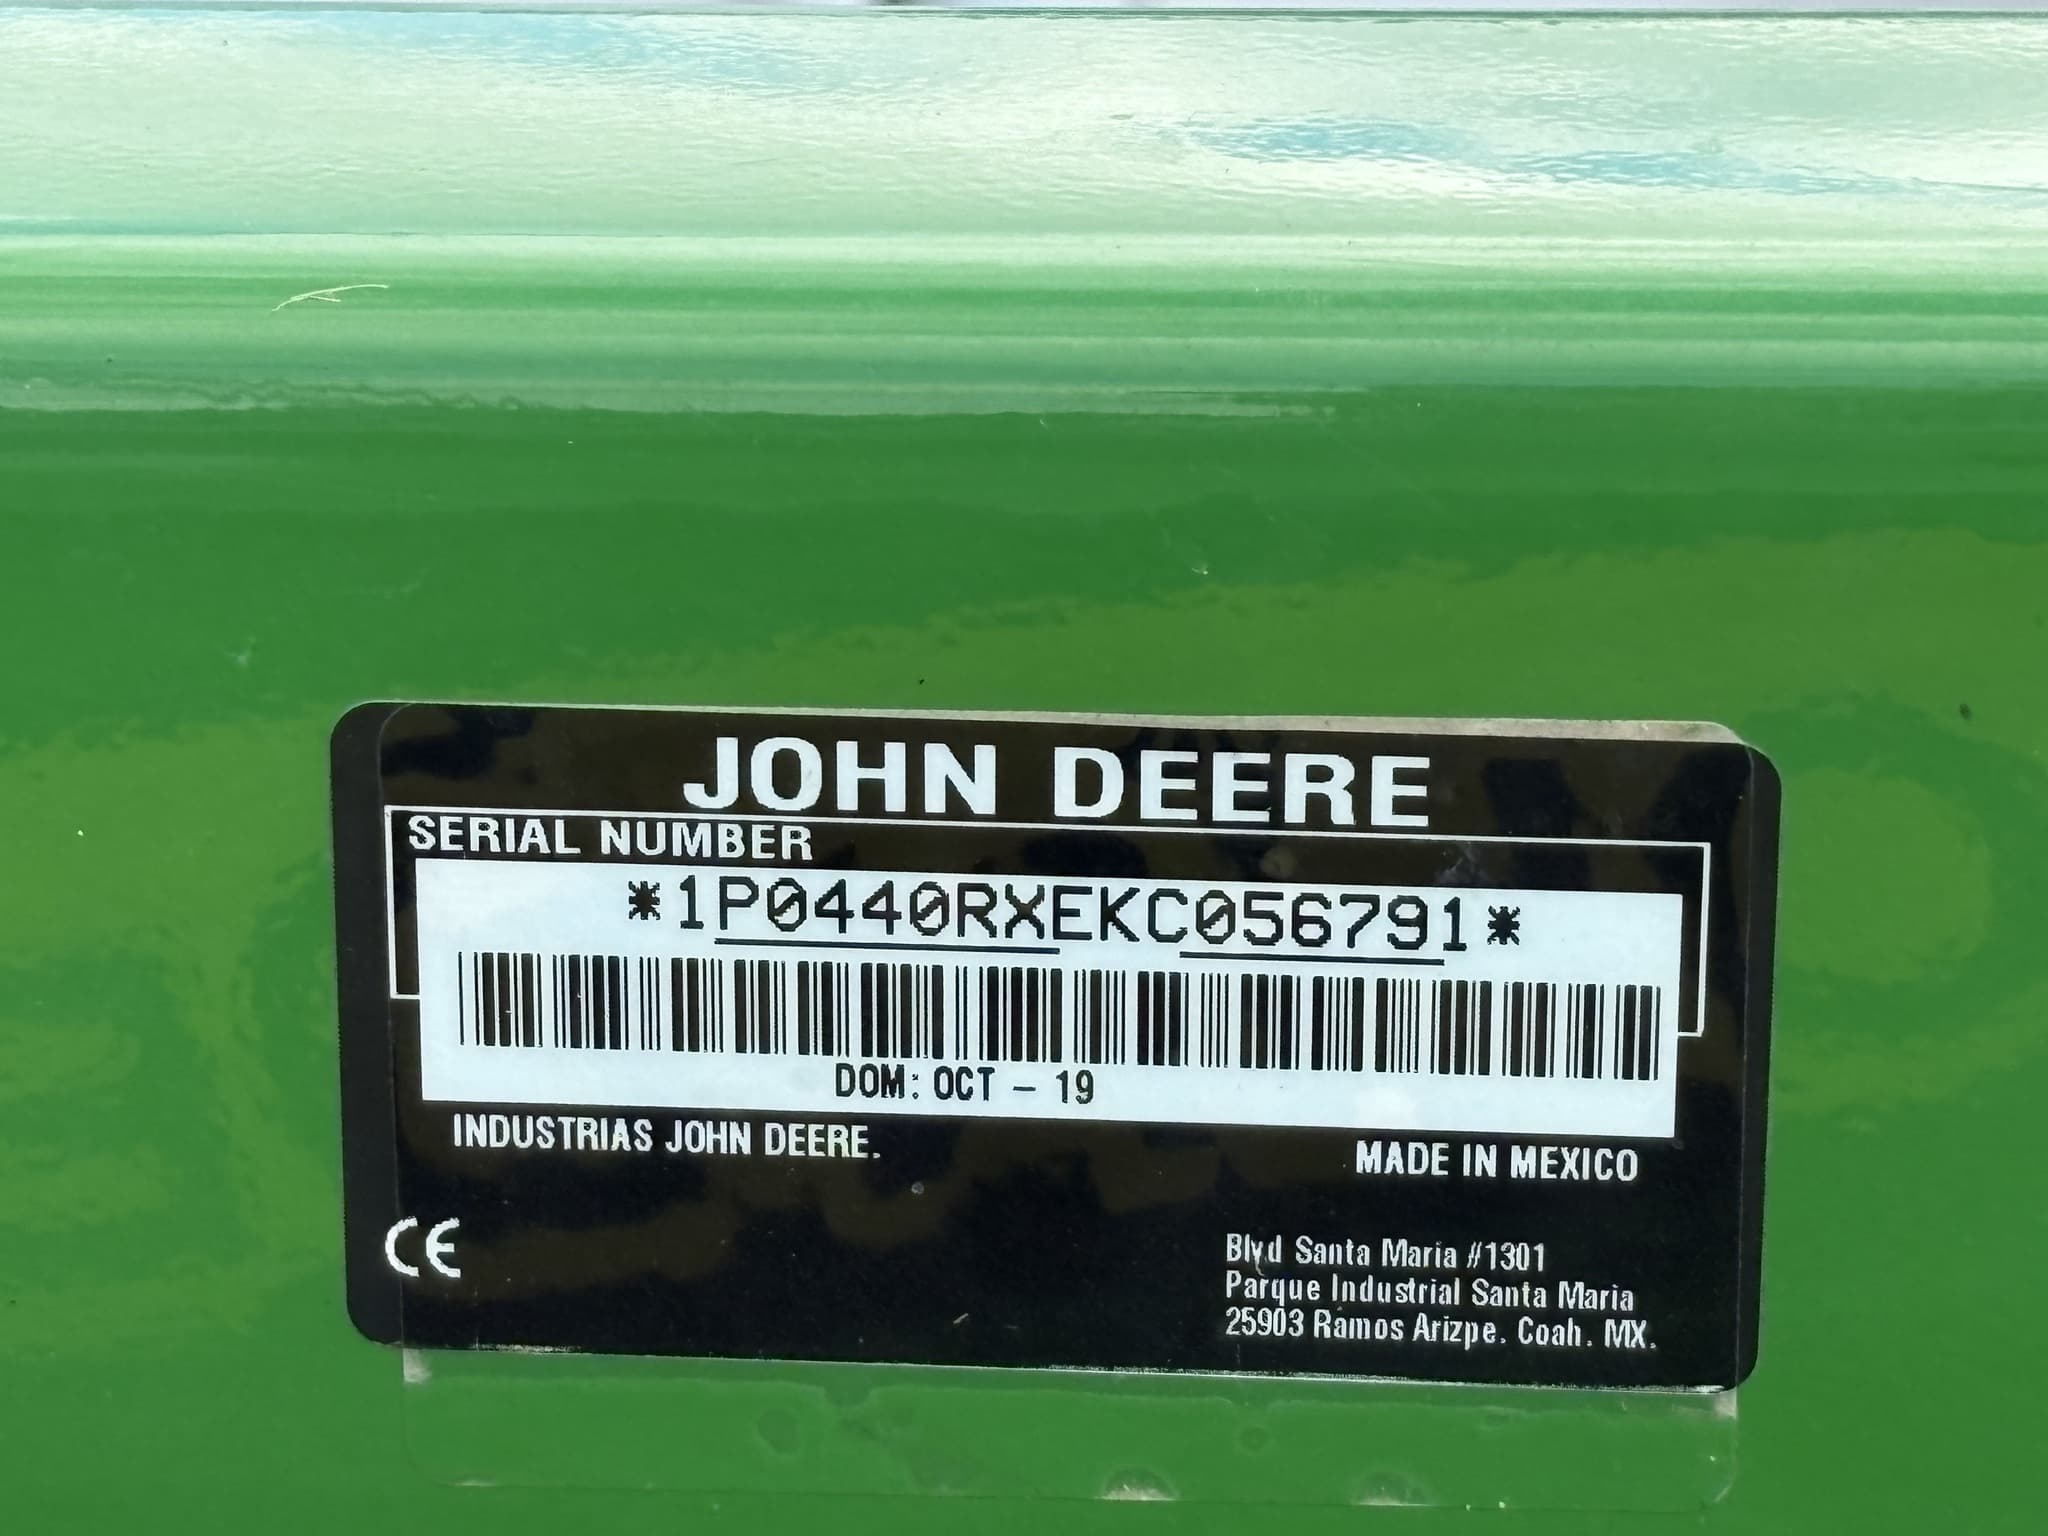 JOHN DEERE
SERIAL NUMBER
*1P0440RXEKC056791*
DOM: OCT - 19
INDUSTRIAS JOHN DEERE.
MADE IN MEXICO
CE
Blvd Santa Maria #1301
Parque Industrial Santa Maria
25903 Ramos Arizpe. Coah. MX.